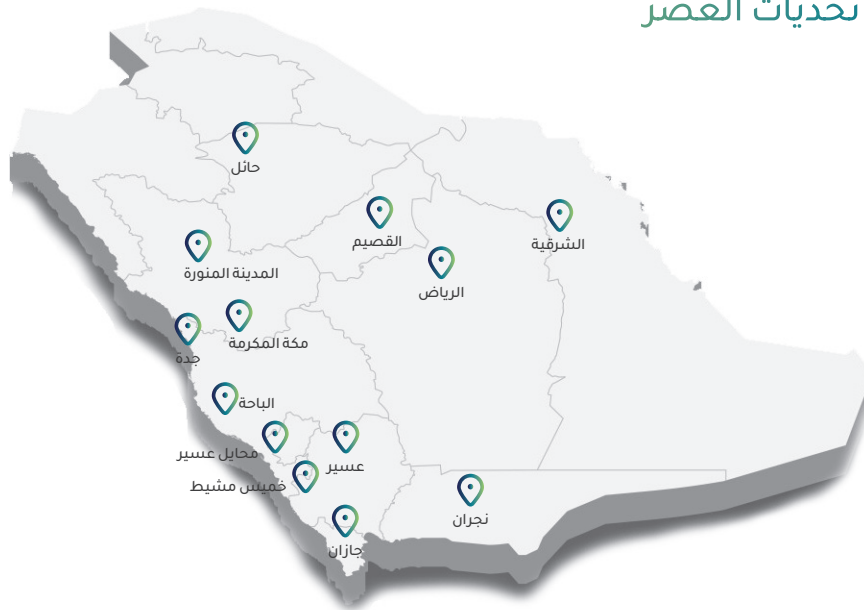 تحديات العصر
حائل
القصيم
الشرقية
المدينة المنورة
الرياض
مكة المكرمة
جدة
الباحة
محايل عسير
عسير
خميس مشيط
نجران
جازان